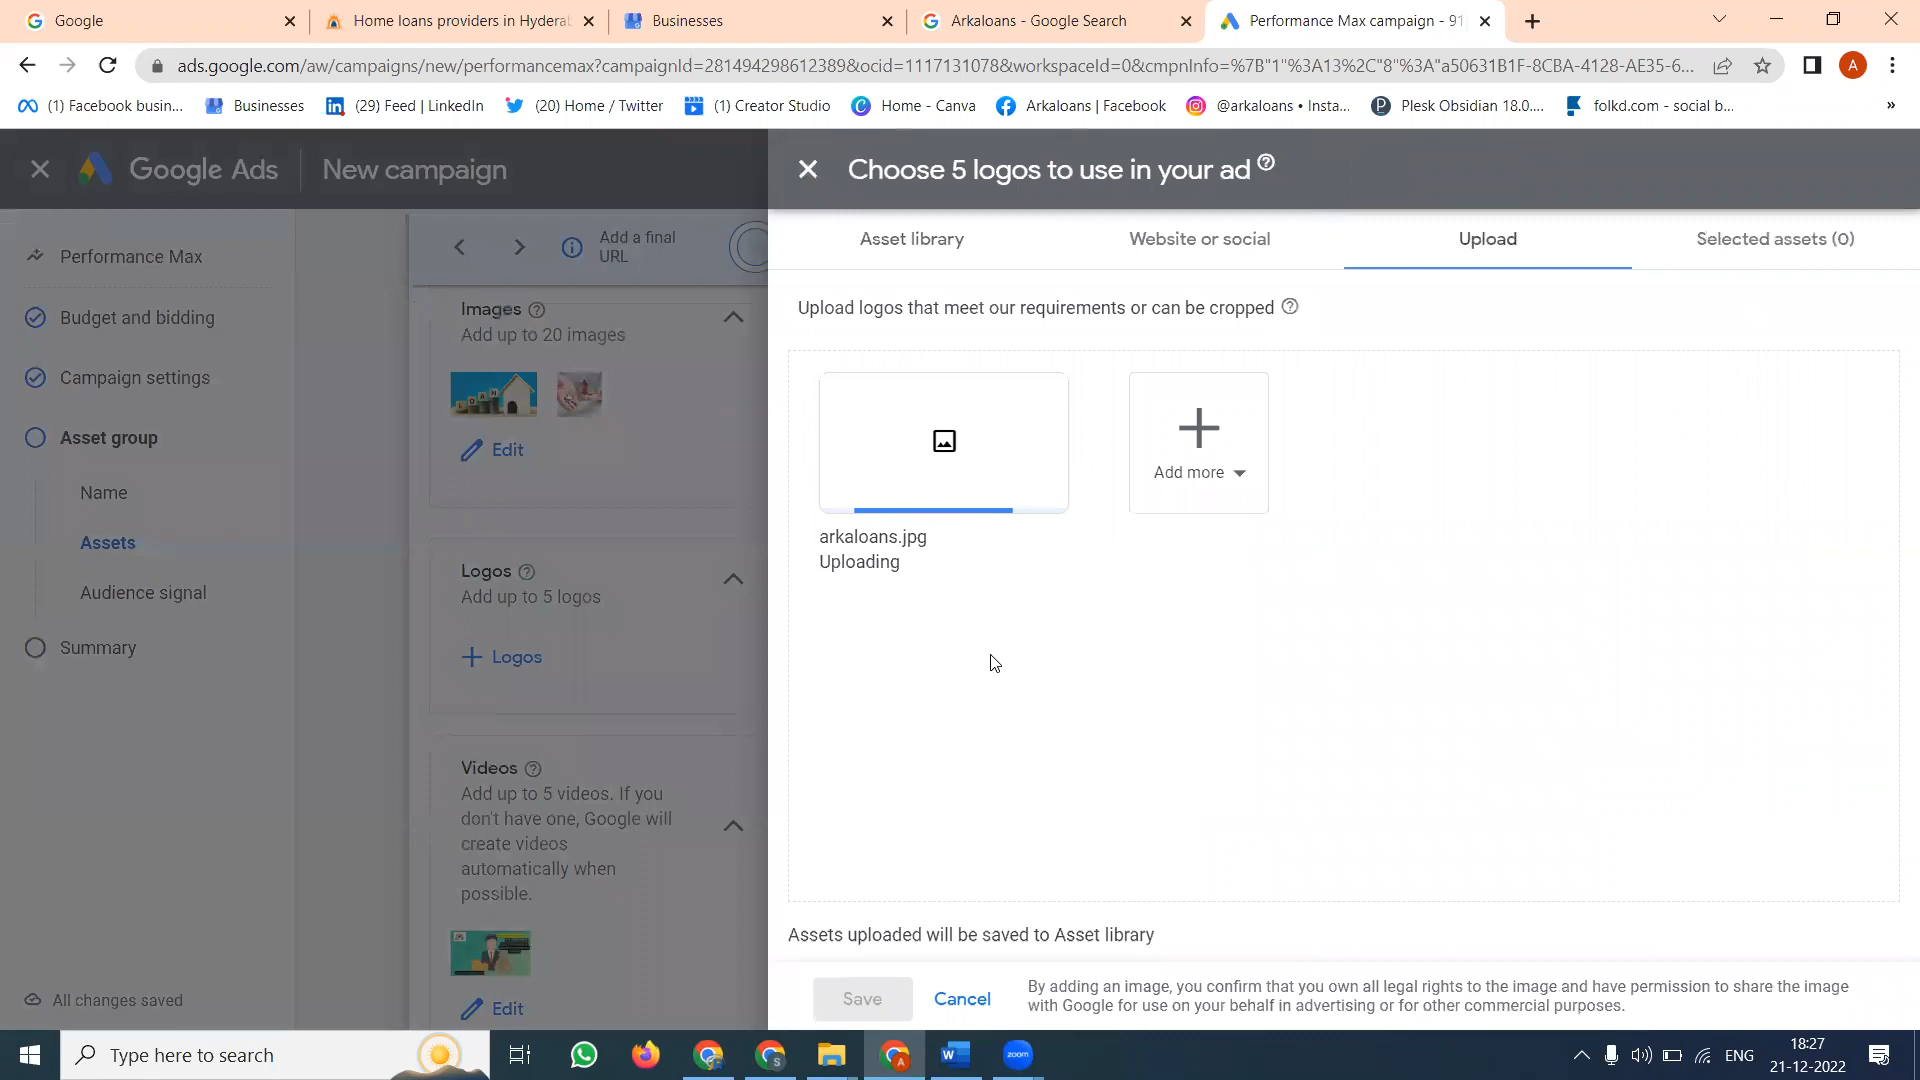 Google
Home loans providers in Hyderab
Businesses
Arkaloans - Google Search
Performance Max campaign - 91
ads.google.com/aw/campaigns/new/performancemax?campaignId=281494298612389&ocid=1117131078&workspaceId=0&cmpnInfo=%7B"1"%3A13%2C"8"%3A"a50631B1F-8CBA-4128-AE35-6...
A
(1) Facebook busin...
Businesses
(29) Feed | LinkedIn
(20) Home / Twitter
(1) Creator Studio
Home - Canva
Arkaloans | Facebook
@arkaloans • Insta...
Plesk Obsidian 18.0....
folkd.com - social b...
»
Google Ads
New campaign
Choose 5 logos to use in your ad
Asset library
Website or social
Upload
Selected assets (0)
Performance Max
Budget and bidding
Campaign settings
Asset group
Name
Assets
Audience signal
Summary
All changes saved
Add a final
URL
Images
Add up to 20 images
LOAN
Edit
Logos
Add up to 5 logos
Logos
Videos
Add up to 5 videos. If you
don't have one, Google will
create videos
automatically when
possible.
Edit
Upload logos that meet our requirements or can be cropped
Add more
arkaloans.jpg
Uploading
Assets uploaded will be saved to Asset library
Save
Cancel
By adding an image, you confirm that you own all legal rights to the image and have permission to share the image
with Google for use on your behalf in advertising or for other commercial purposes.
Type here to search
zoom
ENG
18:27
21-12-2022